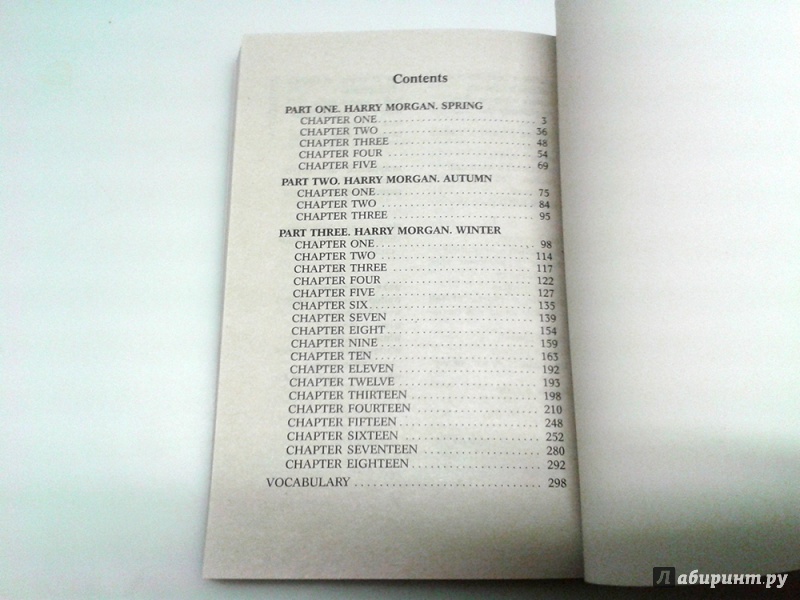 Contents
PART ONE. HARRY MORGAN. SPRING
CHAPTER ONE 3
CHAPTER TWO 36
CHAPTER THREE 48
CHAPTER FOUR 54
CHAPTER FIVE 69
PART TWO. HARRY MORGAN. AUTUMN
CHAPTER ONE 75
CHAPTER TWO 84
CHAPTER THREE 95
PART THREE. HARRY MORGAN. WINTER
CHAPTER ONE 98
CHAPTER TWO 114
CHAPTER THREE 117
CHAPTER FOUR 122
CHAPTER FIVE 127
CHAPTER SIX 135
CHAPTER SEVEN 139
CHAPTER EIGHT 154
CHAPTER NINE 159
CHAPTER TEN 163
CHAPTER ELEVEN 192
CHAPTER TWELVE 193
CHAPTER THIRTEEN 198
CHAPTER FOURTEEN 210
CHAPTER FIFTEEN 248
CHAPTER SIXTEEN 252
CHAPTER SEVENTEEN 280
CHAPTER EIGHTEEN 292
VOCABULARY 298
Лабиринт.ру